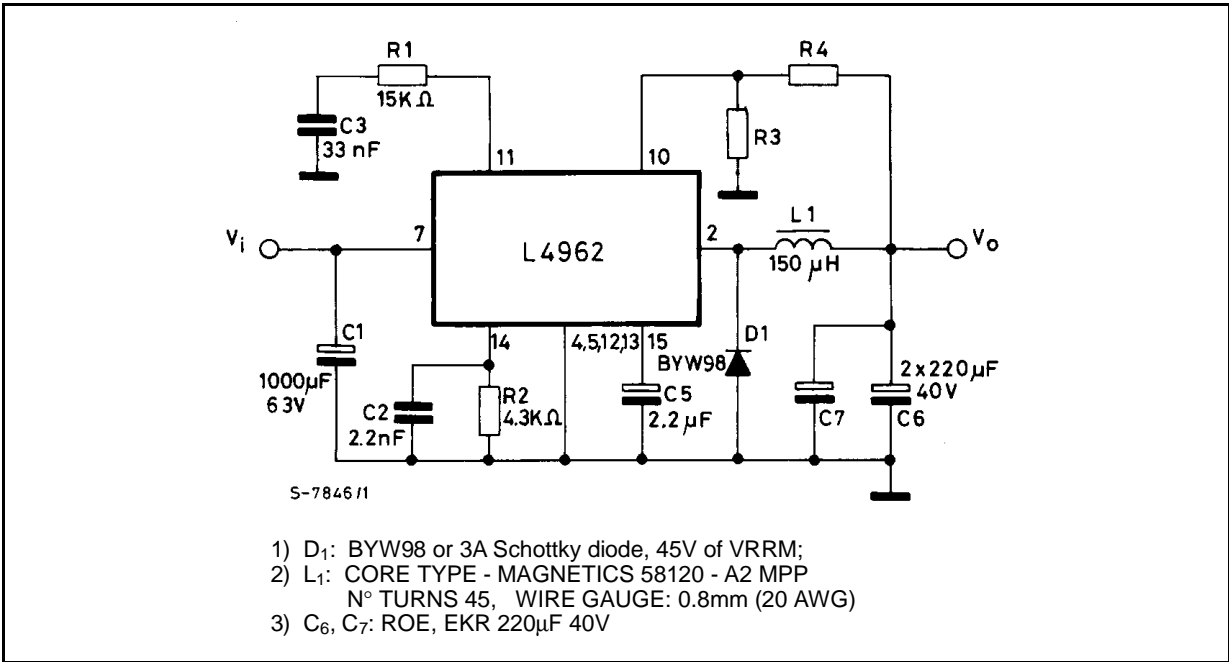 R1
15KΩ
C3
33 nF
11
R4
R3
10
Vi
7
L4962
2
L1
150 µH
Vo
14
4,5,12,13
15
D1
BYW98
C1
1000µF
63V
C2
2.2nF
R2
4.3KΩ
C5
2.2 µF
C7
2x220µF
40V
C6
S-7846/1
1) D1: BYW98 or 3A Schottky diode, 45V of VRRM;
2) L1: CORE TYPE - MAGNETICS 58120 - A2 MPP
N° TURNS 45, WIRE GAUGE: 0.8mm (20 AWG)
3) C6, C7: ROE, EKR 220µF 40V